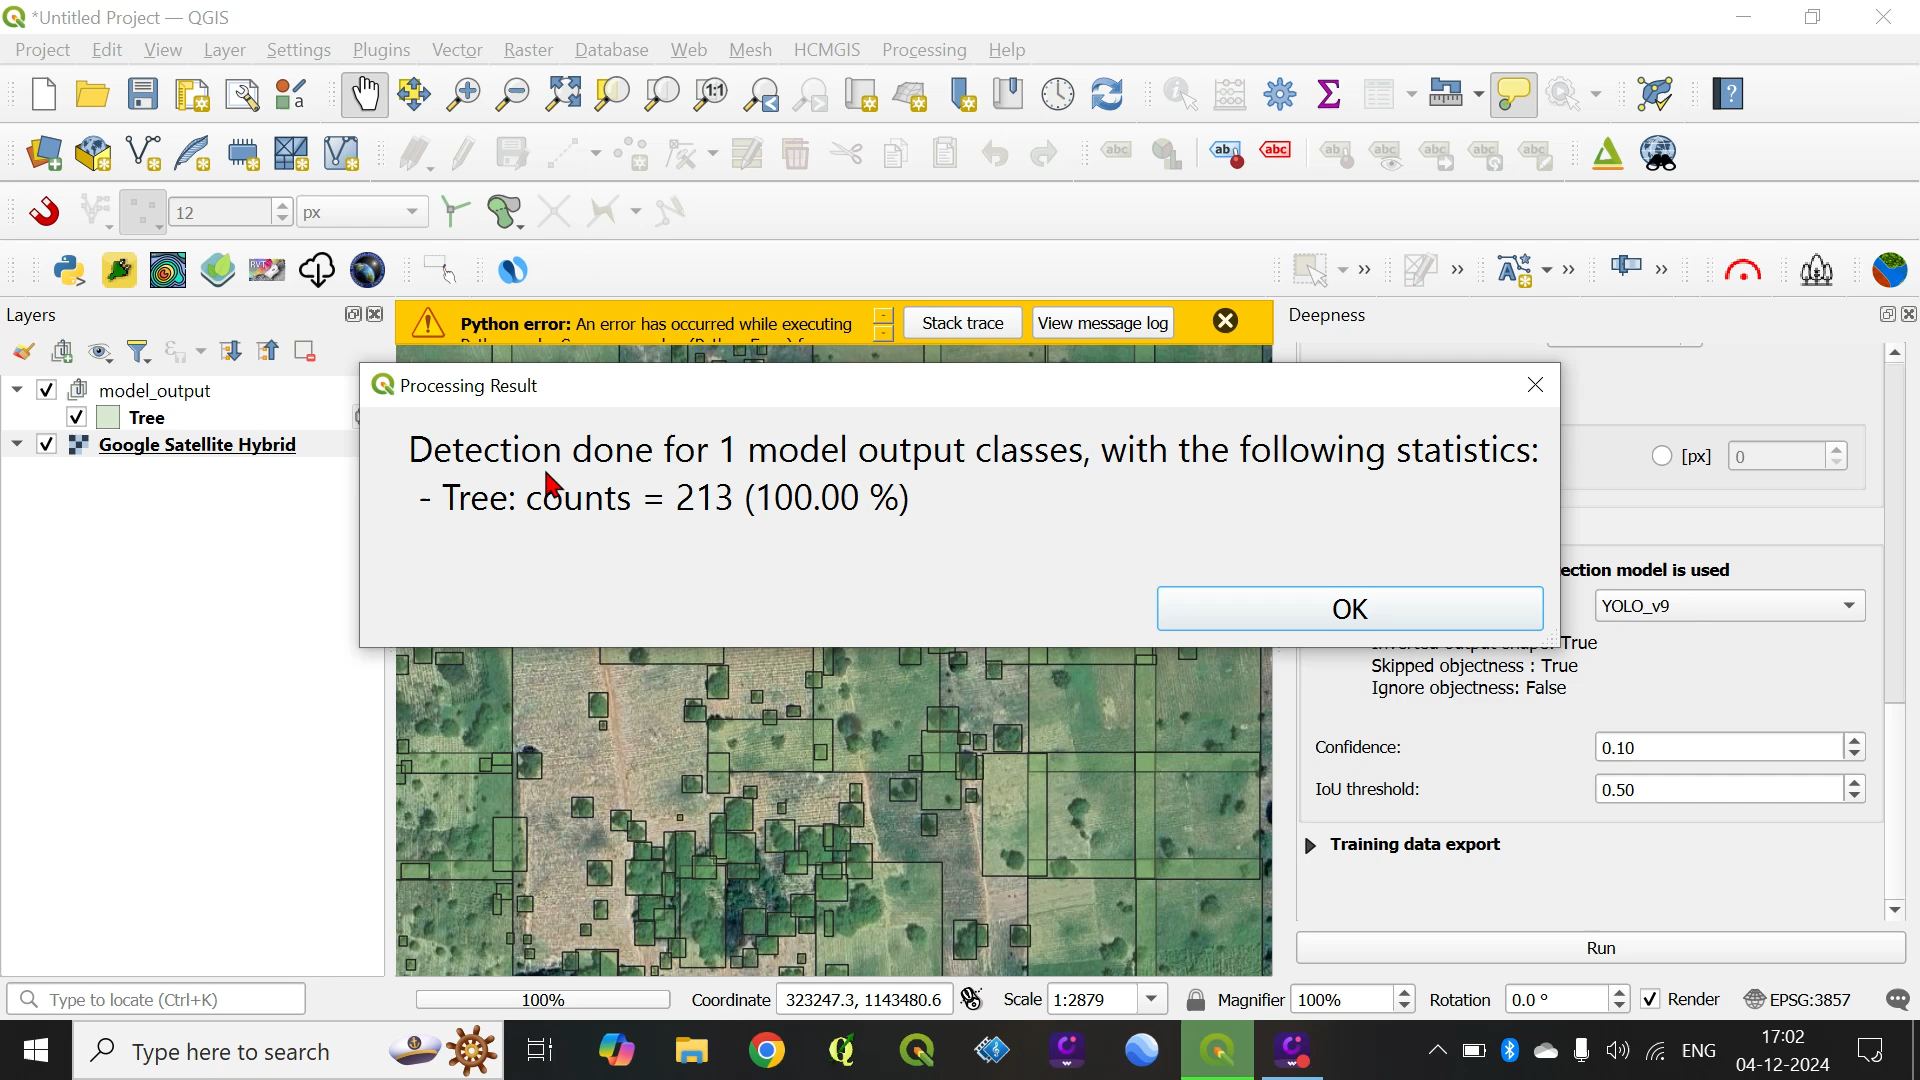 *Untitled Project — QGIS
Project Edit View Layer Settings Plugins Vector Raster Database Web Mesh HCMGIS Processing Help
12 px
Layers
Python error: An error has occurred while executing
Stack trace
View message log
Deepness
model_output
Tree
Google Satellite Hybrid
Processing Result
Detection done for 1 model output classes, with the following statistics:
- Tree: counts = 213 (100.00 %)
OK
[px] 0
ection model is used
YOLO_v9
True
Skipped objectness : True
Ignore objectness: False
Confidence: 0.10
IoU threshold: 0.50
Training data export
Run
Type to locate (Ctrl+K)
100% Coordinate 323247.3, 1143480.6 Scale 1:2879 Magnifier 100% Rotation 0.0 ° Render EPSG:3857
Type here to search
ENG
17:02
04-12-2024